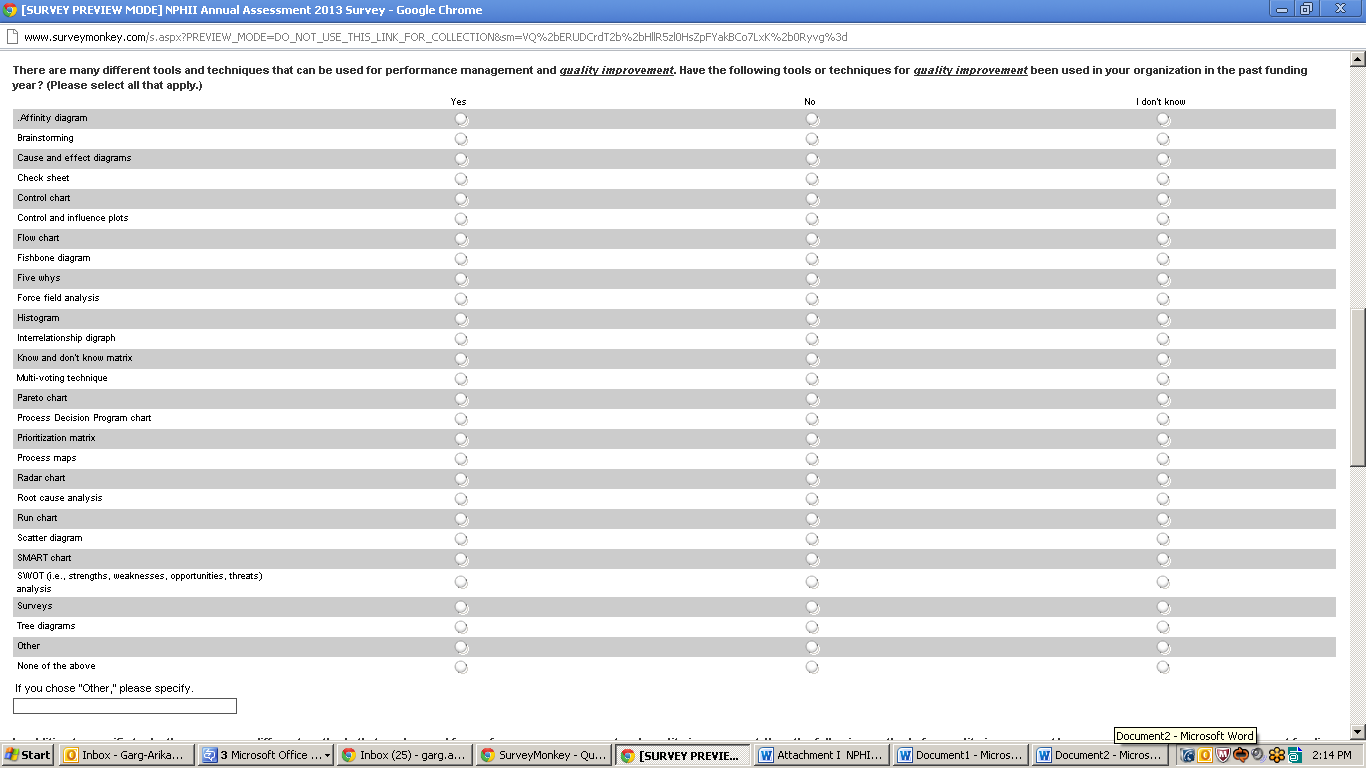 [SURVEY PREVIEW MODE] NPHII Annual Assessment 2013 Survey - Google Chrome
www.surveymonkey.com/s.aspx?PREVIEW_MODE=DO_NOT_USE_THIS_LINK_FOR_COLLECTION&sm=VQ%2bERUDCrdT2b%2bHllR5zl0HsZpFYakBCo7LxK%2b0Ryvg%3d
There are many different tools and techniques that can be used for performance management and quality improvement. Have the following tools or techniques for quality improvement been used in your organization in the past funding
year? (Please select all that apply.)
Yes No I don't know
.Affinity diagram
Brainstorming
Cause and effect diagrams
Check sheet
Control chart
Control and influence plots
Flow chart
Fishbone diagram
Five whys
Force field analysis
Histogram
Interrelationship digraph
Know and don't know matrix
Multi-voting technique
Pareto chart
Process Decision Program chart
Prioritization matrix
Process maps
Radar chart
Root cause analysis
Run chart
Scatter diagram
SMART chart
SWOT (i.e., strengths, weaknesses, opportunities, threats)
analysis
Surveys
Tree diagrams
Other
None of the above
If you chose "Other," please specify.
Document2 - Microsoft Word
Start Inbox - Garg-Arika... 3 Microsoft Office ... Inbox (25) - garg.a... SurveyMonkey - Qu... [SURVEY PREVIE... Attachment I NPHI... Document1 - Micros... Document2 - Micros... 2:14 PM